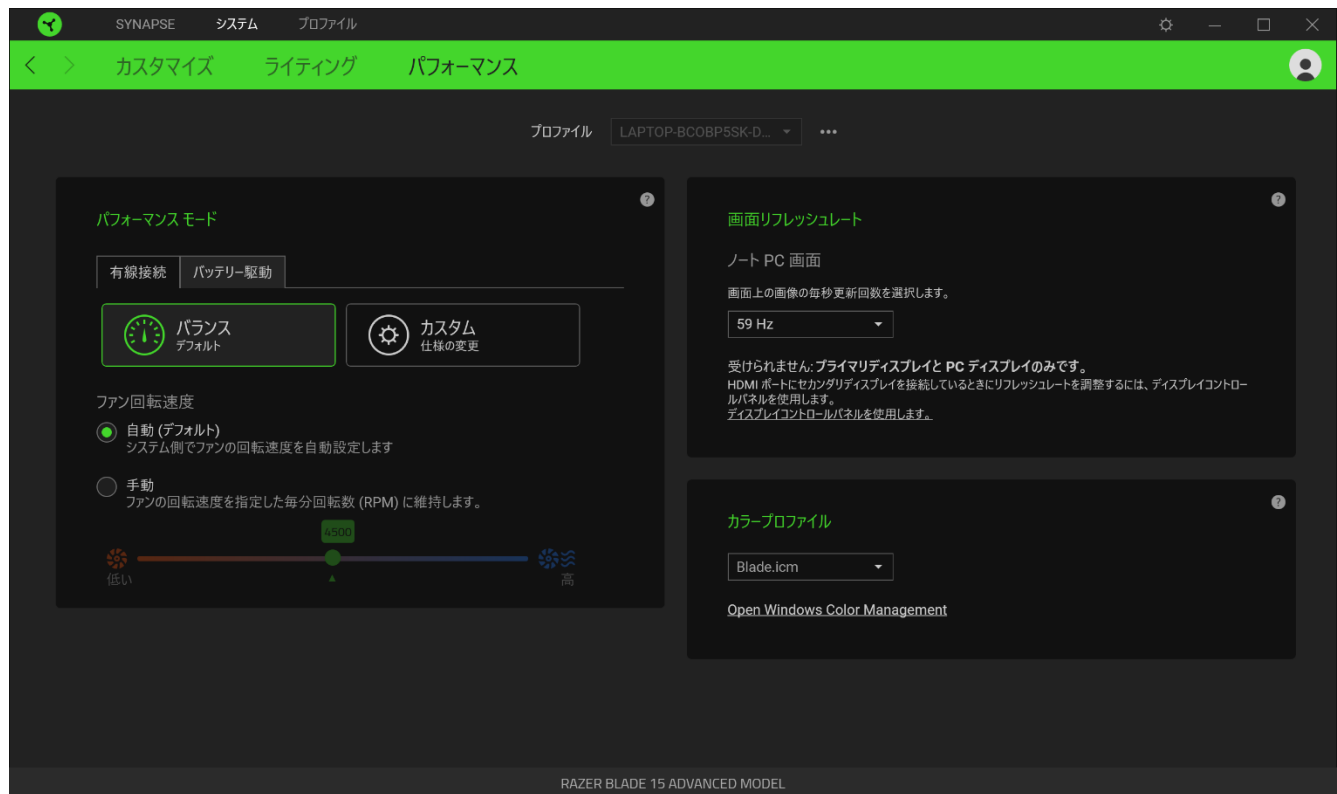 SYNAPSE システム プロファイル
カスタマイズ ライティング パフォーマンス
プロファイル LAPTOP-BCOBP5SK-D...
パフォーマンス モード
有線接続 バッテリー駆動
バランス
デフォルト
カスタム
仕様の変更
ファン回転速度
自動 (デフォルト)
システム側でファンの回転速度を自動設定します
手動
ファンの回転速度を指定した毎分回転数 (RPM) に維持します。
4500
低い
高
画面リフレッシュレート
ノート PC 画面
画面上の画像の毎秒更新回数を選択します。
59 Hz
受けられません: プライマリディスプレイと PC ディスプレイのみです。
HDMI ポートにセカンダリディスプレイを接続しているときにリフレッシュレートを調整するには、ディスプレイコントロー
ルパネルを使用します。
ディスプレイコントロールパネルを使用します。
カラープロファイル
Blade.icm
Open Windows Color Management
RAZER BLADE 15 ADVANCED MODEL